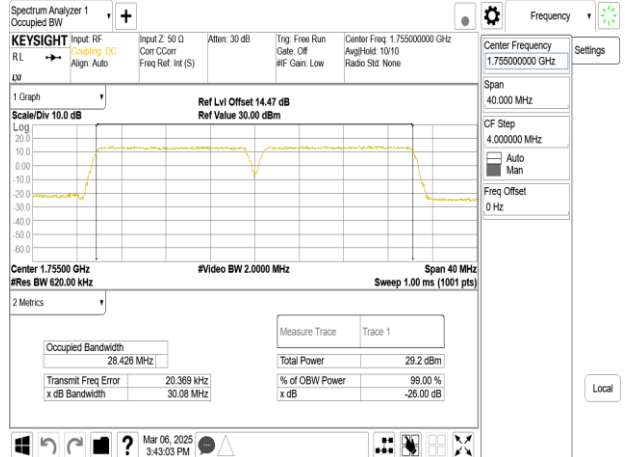 Spectrum Analyzer 1
Occupied BW
Frequency
KEYSIGHT Input: RF
Coupling: DC
Align: Auto
RL
Input Z: 50 Ω
Corr CCorr
Freq Ref: Int (S)
Atten: 30 dB
Trig: Free Run
Gate: Off
#IF Gain: Low
Center Freq: 1.755000000 GHz
Avg|Hold: 10/10
Radio Std: None
Center Frequency
1.755000000 GHz
Settings
Span
40.000 MHz
CF Step
4.000000 MHz
Auto
Man
Freq Offset
0 Hz
1 Graph
Scale/Div 10.0 dB
Ref Lvl Offset 14.47 dB
Ref Value 30.00 dBm
Log
20.0
10.0
0.00
-10.0
-20.0
-30.0
-40.0
-50.0
-60.0
Center 1.75500 GHz
#Video BW 2.0000 MHz
Span 40 MHz
#Res BW 620.00 kHz
Sweep 1.00 ms (1001 pts)
2 Metrics
Measure Trace Trace 1
Occupied Bandwidth
28.426 MHz
Total Power 29.2 dBm
Transmit Freq Error 20.369 kHz
% of OBW Power 99.00 %
x dB Bandwidth 30.08 MHz
x dB -26.00 dB
Local
Mar 06, 2025
3:43:03 PM